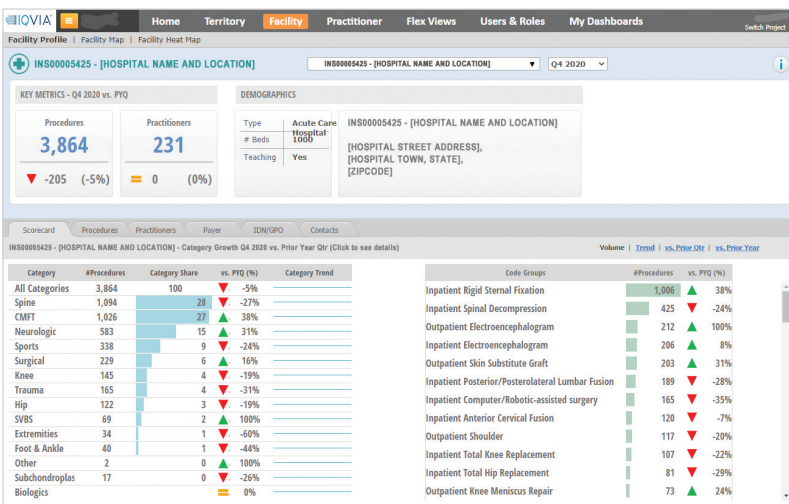 IQVIA Home Territory Facility Practitioner Flex Views Users & Roles My Dashboards
Switch Project
Facility Profile | Facility Map | Facility Heat Map
INS00005425 - [HOSPITAL NAME AND LOCATION] INS00005425 - [HOSPITAL NAME AND LOCATION] Q4 2020
KEY METRICS - Q4 2020 vs. PYQ
Procedures
3,864
-205 (-5%)
Practitioners
231
0 (0%)
DEMOGRAPHICS
Type Acute Care Hospital
# Beds 1000
Teaching Yes
INS00005425 - [HOSPITAL NAME AND LOCATION]
[HOSPITAL STREET ADDRESS],
[HOSPITAL TOWN, STATE],
[ZIPCODE]
Scorecard Procedures Practitioners Payer IDN/GPO Contacts
INS00005425 - [HOSPITAL NAME AND LOCATION] - Category Growth Q4 2020 vs. Prior Year Qtr (Click to see details) Volume | Trend | vs. Prior Qtr | vs. Prior Year
Category #Procedures Category Share vs. PYQ (%) Category Trend
All Categories 3,864 100 -5%
Spine 1,094 28 -27%
CMFT 1,026 27 38%
Neurologic 583 15 31%
Sports 338 9 -24%
Surgical 229 6 16%
Knee 145 4 -19%
Trauma 165 4 -31%
Hip 122 3 -19%
SVBS 69 2 100%
Extremities 34 1 -60%
Foot & Ankle 40 1 -44%
Other 2 0 100%
Subchondroplas 17 0 -26%
Biologics 0%
Code Groups #Procedures vs. PYQ (%)
Inpatient Rigid Sternal Fixation 1,006 38%
Inpatient Spinal Decompression 425 -24%
Outpatient Electroencephalogram 212 100%
Inpatient Electroencephalogram 206 8%
Outpatient Skin Substitute Graft 203 31%
Inpatient Posterior/Posterolateral Lumbar Fusion 189 -28%
Inpatient Computer/Robotic-assisted surgery 165 -35%
Inpatient Anterior Cervical Fusion 120 -7%
Outpatient Shoulder 117 -20%
Inpatient Total Knee Replacement 107 -22%
Inpatient Total Hip Replacement 81 -29%
Outpatient Knee Meniscus Repair 73 24%